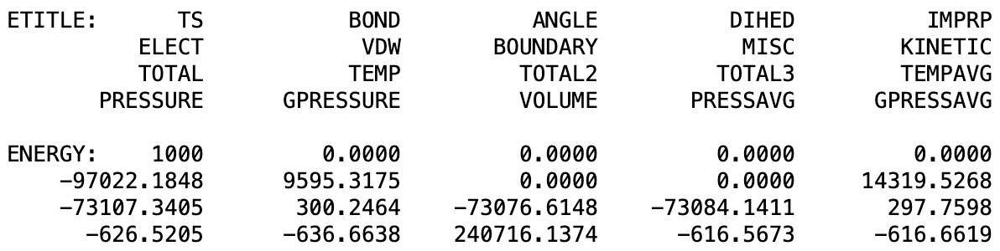 ETITLE:      TS           BOND          ANGLE          DIHED          IMPRP
          ELECT            VDW       BOUNDARY           MISC        KINETIC
          TOTAL           TEMP         TOTAL2         TOTAL3        TEMPAVG
       PRESSURE      GPRESSURE         VOLUME       PRESSAVG      GPRESSAVG

ENERGY:    1000         0.0000         0.0000         0.0000         0.0000
    -97022.1848      9595.3175         0.0000         0.0000     14319.5268
    -73107.3405       300.2464    -73076.6148    -73084.1411       297.7598
      -626.5205      -636.6638    240716.1374      -616.5673      -616.6619